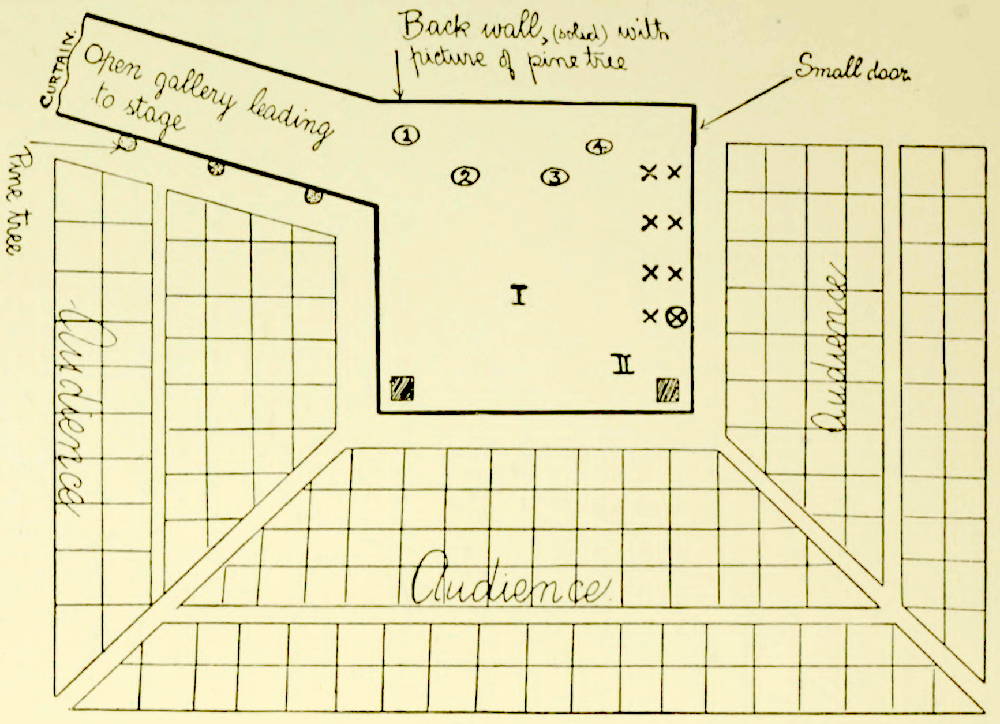 Back wall, (solid) with
picture of pine tree
Small door
CURTAIN.
Open gallery leading
to stage
Pine tree
1
2
3
4
X X
X X
X X
X X
I
II
Audience
Audience
Audience